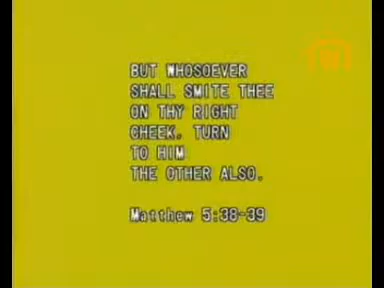 BUT WHOSOEVER
SHALL SMITE THEE
ON THY RIGHT
CHEEK, TURN
TO HIM
THE OTHER ALSO.
Matthew 5:38-39